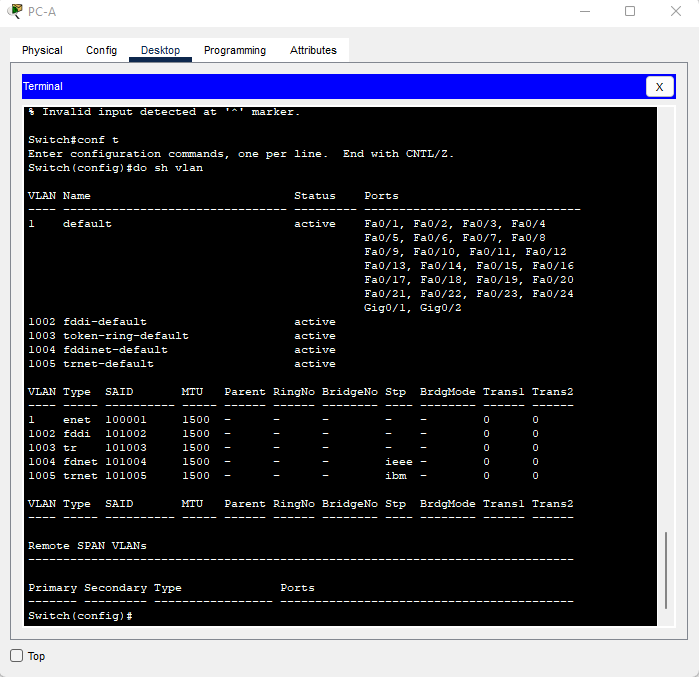 PC-A
Physical Config Desktop Programming Attributes
Terminal
X
% Invalid input detected at '^' marker.
Switch#conf t
Enter configuration commands, one per line.  End with CNTL/Z.
Switch(config)#do sh vlan
VLAN Name                             Status    Ports
---- -------------------------------- --------- -------------------------------
1    default                          active    Fa0/1, Fa0/2, Fa0/3, Fa0/4
                                                Fa0/5, Fa0/6, Fa0/7, Fa0/8
                                                Fa0/9, Fa0/10, Fa0/11, Fa0/12
                                                Fa0/13, Fa0/14, Fa0/15, Fa0/16
                                                Fa0/17, Fa0/18, Fa0/19, Fa0/20
                                                Fa0/21, Fa0/22, Fa0/23, Fa0/24
                                                Gig0/1, Gig0/2
1002 fddi-default                     active
1003 token-ring-default               active
1004 fddinet-default                  active
1005 trnet-default                    active
VLAN Type  SAID       MTU   Parent RingNo BridgeNo Stp  BrdgMode Trans1 Trans2
---- ----- ---------- ----- ------ ------ -------- ---- -------- ------ ------
1    enet  100001     1500  -      -      -        -    -        0      0
1002 fddi  101002     1500  -      -      -        -    -        0      0
1003 tr    101003     1500  -      -      -        -    -        0      0
1004 fdnet 101004     1500  -      -      -        ieee -        0      0
1005 trnet 101005     1500  -      -      -        ibm  -        0      0
VLAN Type  SAID       MTU   Parent RingNo BridgeNo Stp  BrdgMode Trans1 Trans2
---- ----- ---------- ----- ------ ------ -------- ---- -------- ------ ------
Remote SPAN VLANs
------------------------------------------------------------------------------
Primary Secondary Type              Ports
------- --------- ----------------- ------------------------------------------
Switch(config)#
Top